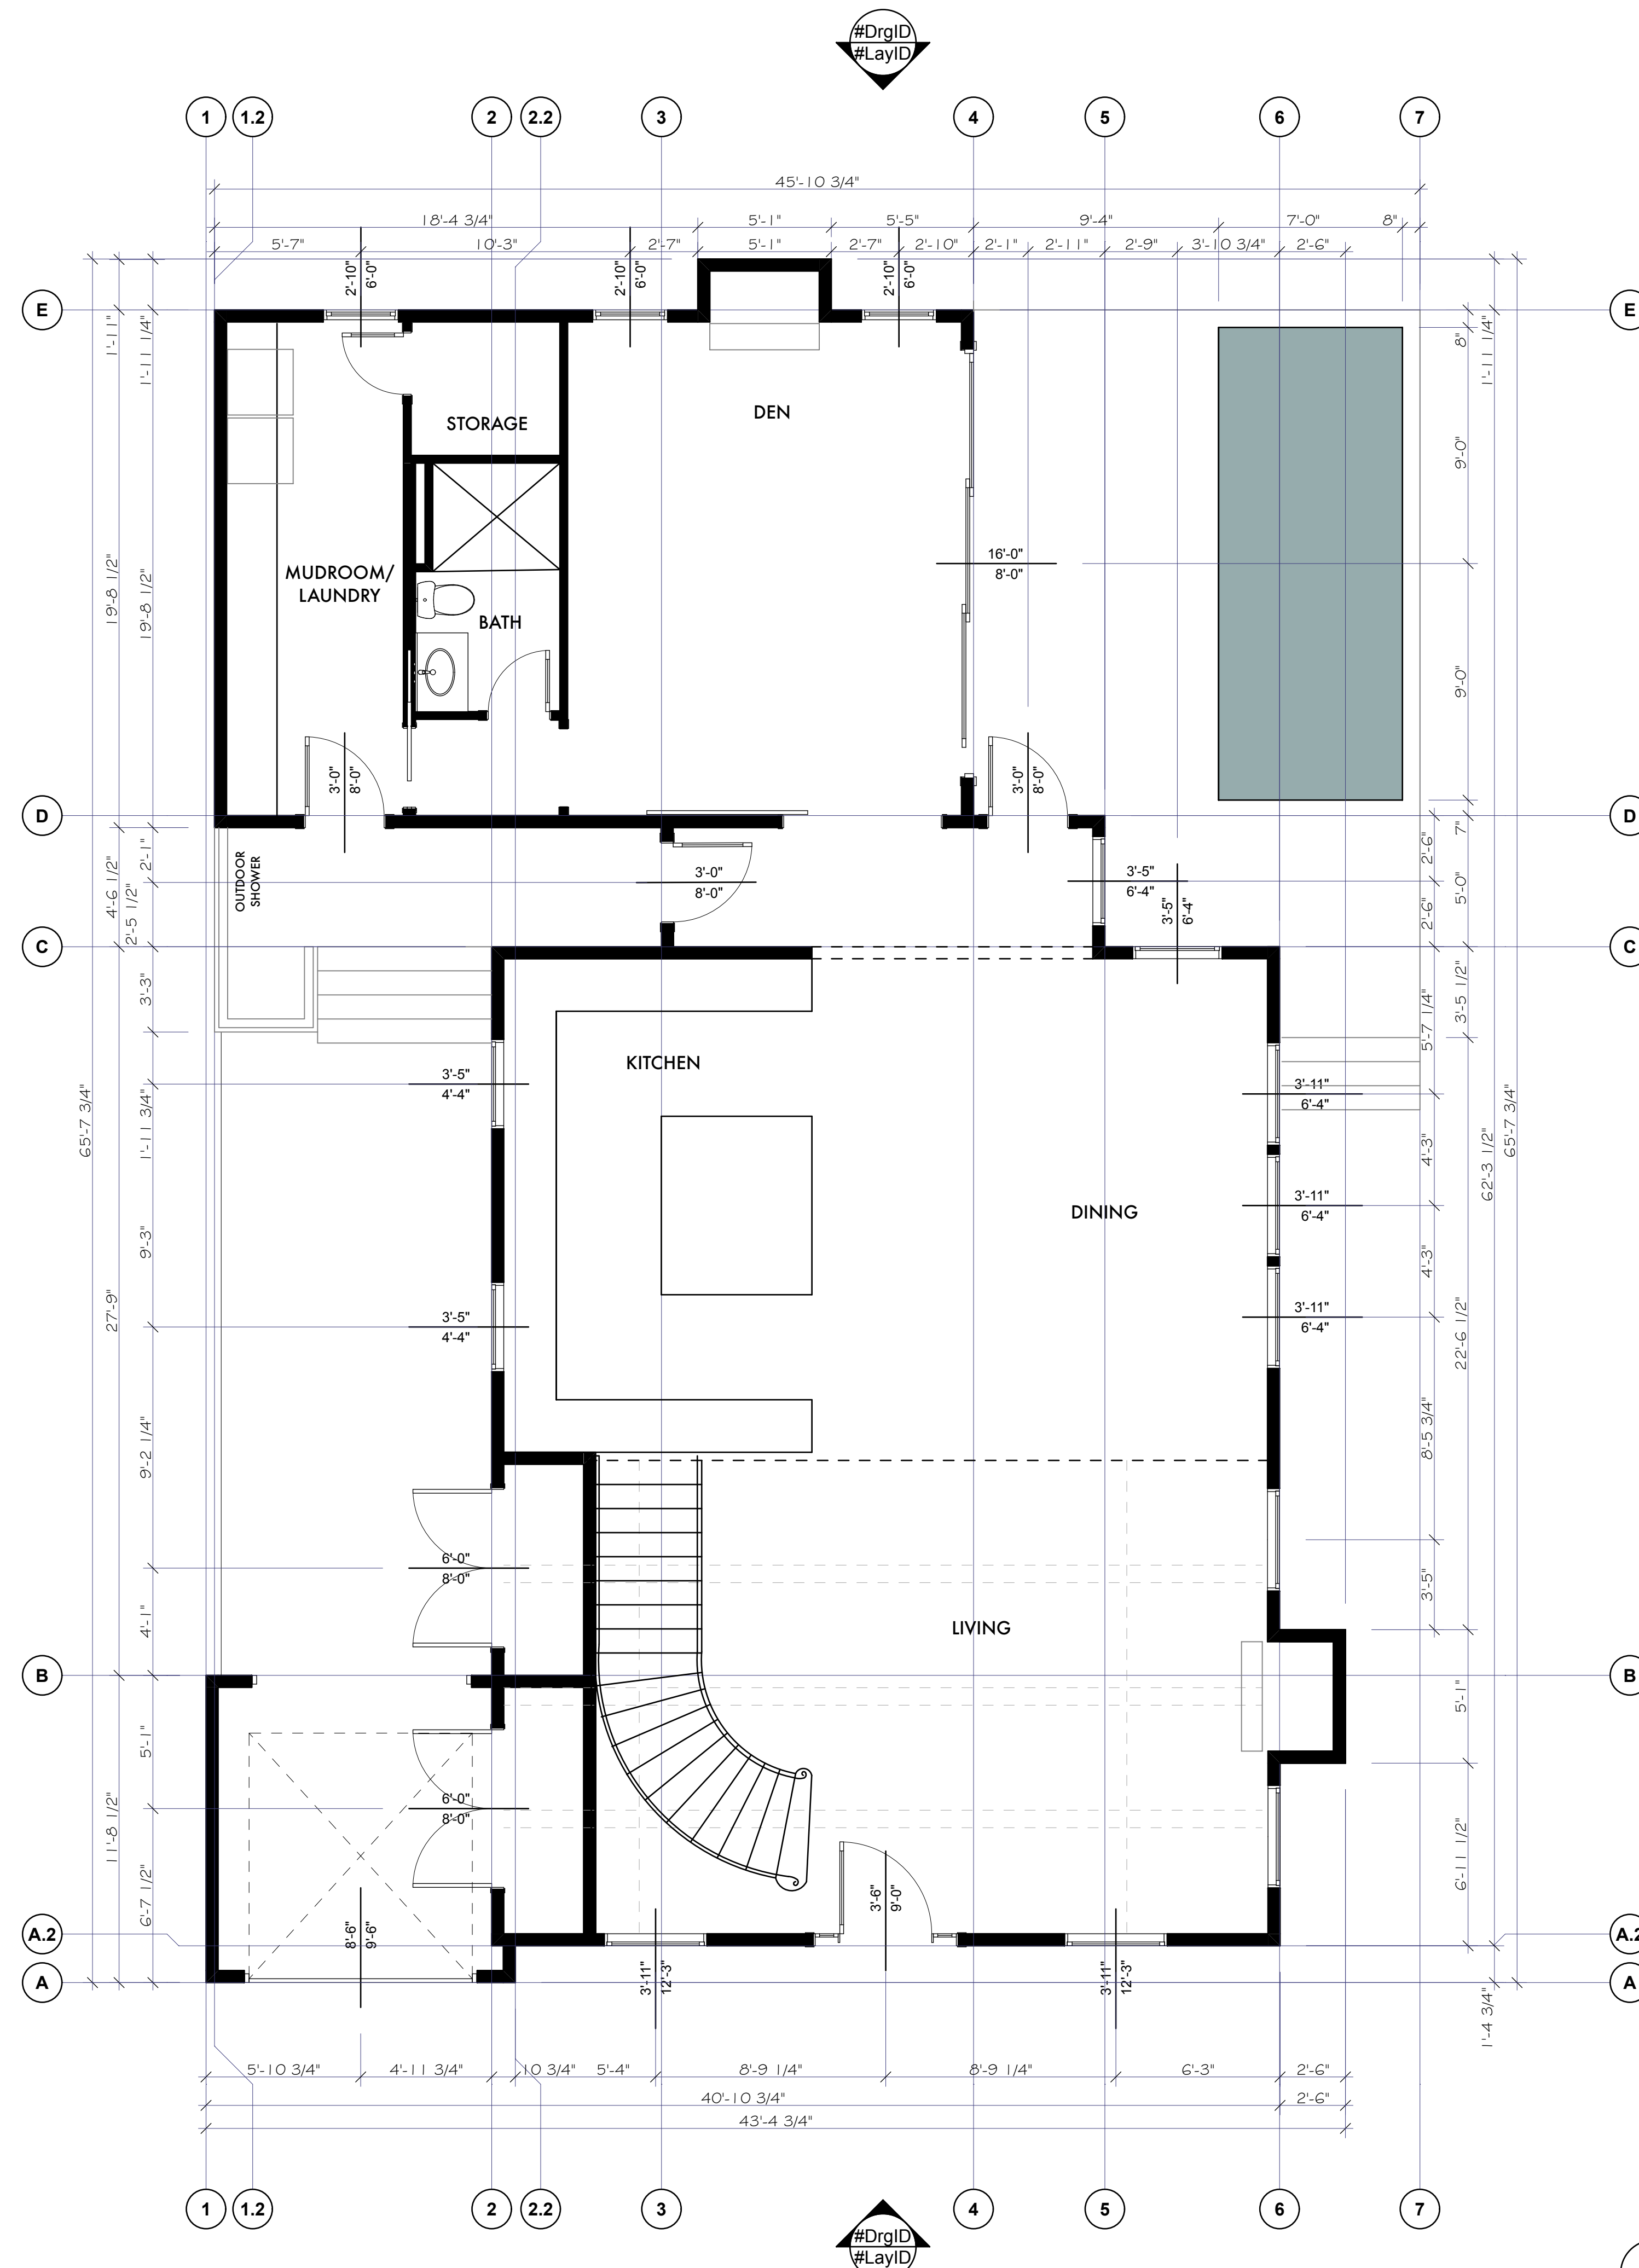 #DrgID
#LayID
1 1.2 2 2.2 3 4 5 6 7
45'-10 3/4"
18'-4 3/4" 5'-1" 5'-5" 9'-4" 7'-0" 8"
5'-7" 10'-3" 2'-7" 5'-1" 2'-7" 2'-10" 2'-1" 2'-11" 2'-9" 3'-10 3/4" 2'-6"
2'-10"
6'-0"
2'-10"
6'-0"
2'-10"
6'-0"
E
E
1'-11"
1'-11 1/4"
8"
1'-11 1/4"
STORAGE
DEN
9'-0"
16'-0"
8'-0"
MUDROOM/
LAUNDRY
BATH
19'-8 1/2"
19'-8 1/2"
9'-0"
3'-0"
8'-0"
3'-0"
8'-0"
D
D
OUTDOOR
SHOWER
4'-6 1/2"
2'-1"
2'-5 1/2"
3'-0"
8'-0"
3'-5"
6'-4"
3'-5"
6'-4"
2'-6"
2'-6"
7"
5'-0"
C
C
3'-3"
5'-7 1/4"
3'-5 1/2"
KITCHEN
3'-5"
4'-4"
3'-11"
6'-4"
65'-7 3/4"
1'-11 3/4"
4'-3"
62'-3 1/2"
65'-7 3/4"
DINING
3'-11"
6'-4"
9'-3"
4'-3"
27'-9"
3'-5"
4'-4"
3'-11"
6'-4"
22'-6 1/2"
9'-2 1/4"
8'-5 3/4"
6'-0"
8'-0"
3'-5"
4'-1"
LIVING
B
B
5'-1"
5'-1"
6'-0"
8'-0"
11'-8 1/2"
6'-7 1/2"
6'-11 1/2"
3'-6"
9'-0"
8'-6"
9'-6"
A.2
A.2
3'-11"
12'-3"
3'-11"
12'-3"
A
A
1'-4 3/4"
5'-10 3/4" 4'-11 3/4" 10 3/4" 5'-4" 8'-9 1/4" 8'-9 1/4" 6'-3" 2'-6"
40'-10 3/4" 2'-6"
43'-4 3/4"
1 1.2 2 2.2 3 4 5 6 7
#DrgID
#LayID